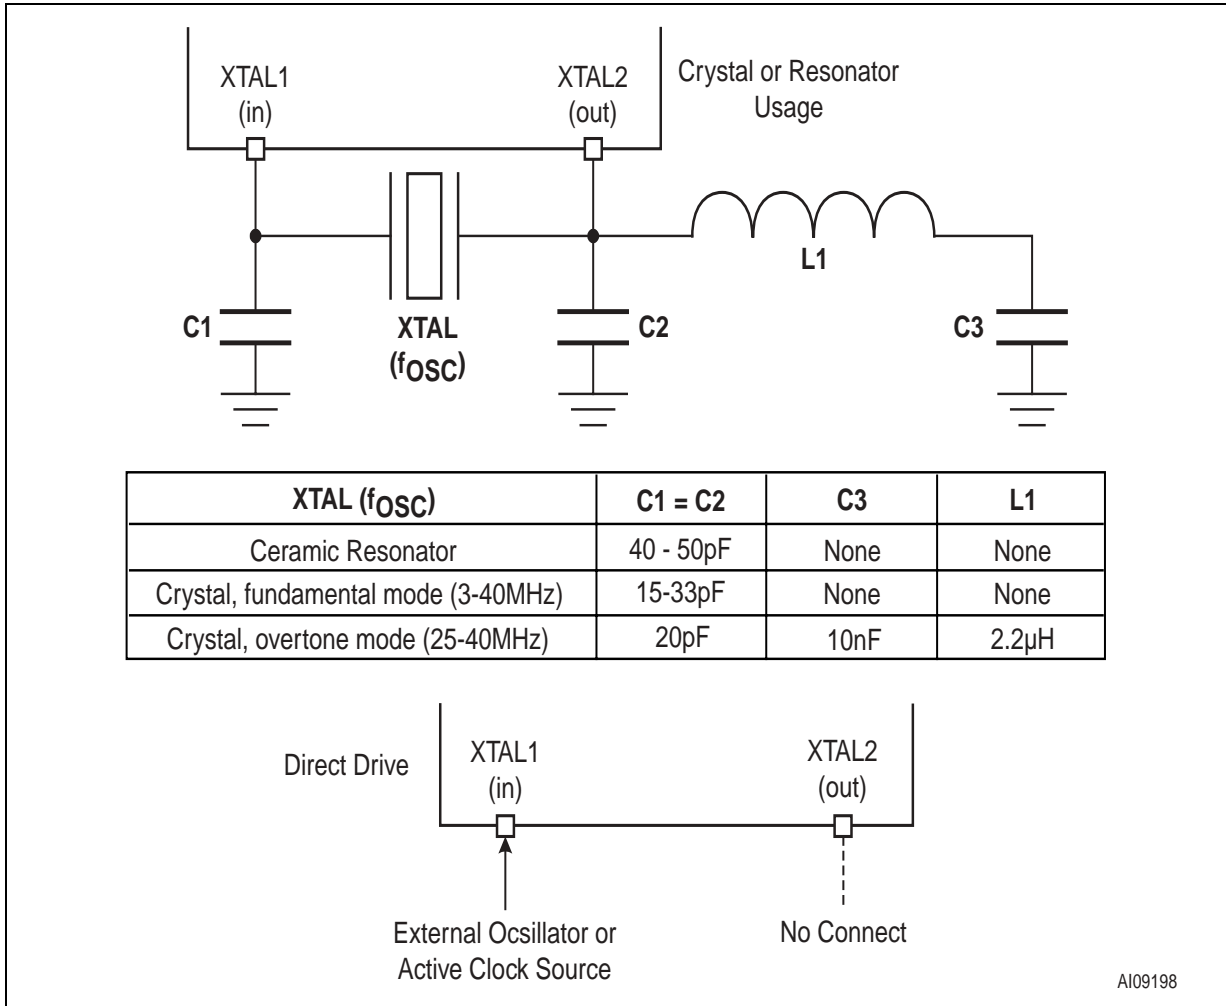 XTAL1
(in)
XTAL2
(out)
Crystal or Resonator
Usage
L1
C1
XTAL
(fOSC)
C2
C3
XTAL (fOSC) C1 = C2 C3 L1
Ceramic Resonator 40 - 50pF None None
Crystal, fundamental mode (3-40MHz) 15-33pF None None
Crystal, overtone mode (25-40MHz) 20pF 10nF 2.2µH
Direct Drive
XTAL1
(in)
XTAL2
(out)
External Ocsillator or
Active Clock Source
No Connect
AI09198